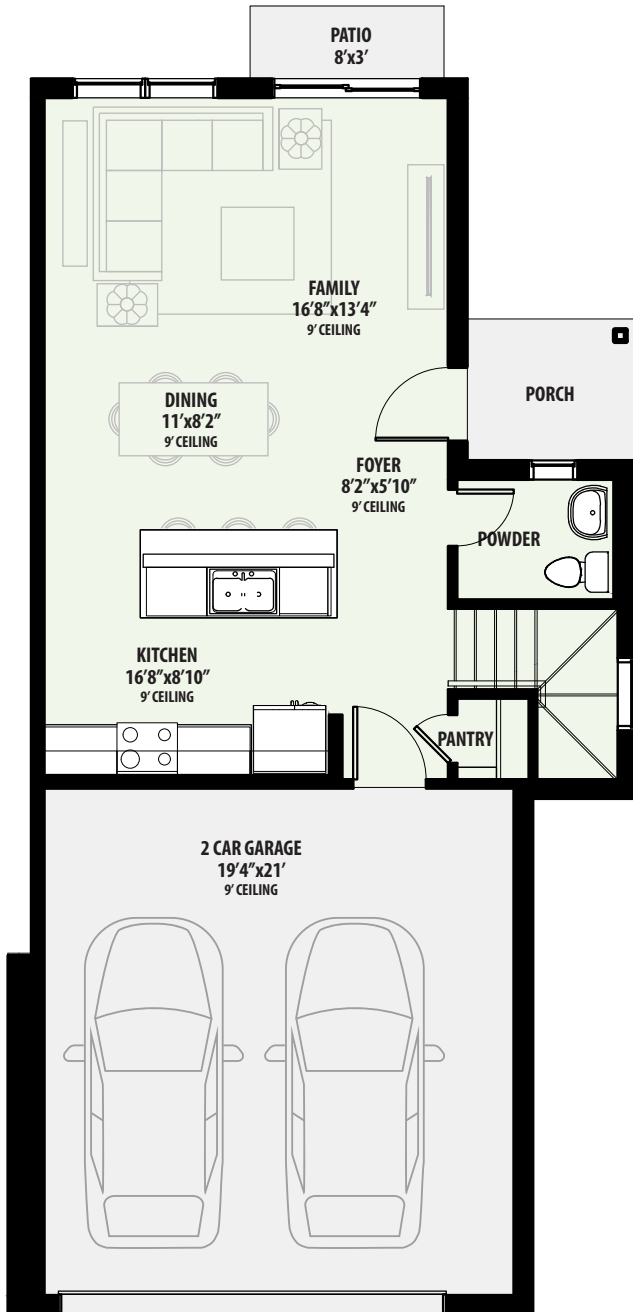 PATIO
8’x3’
FAMILY
16’8”x13’4”
9’ CEILING
PORCH
DINING
11’x8’2”
9’ CEILING
FOYER
8’2”x5’10”
9’ CEILING
POWDER
KITCHEN
16’8”x8’10”
9’ CEILING
PANTRY
2 CAR GARAGE
19’4”x21’
9’ CEILING